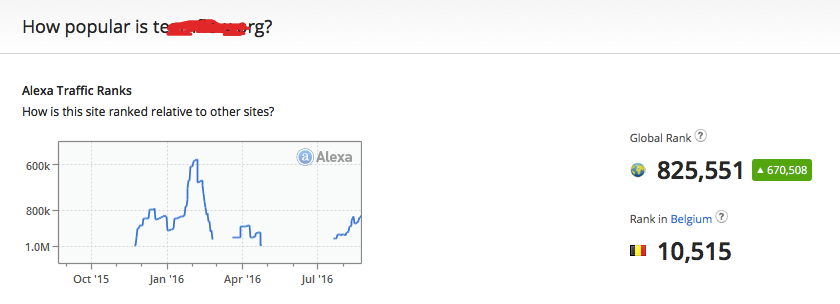 How popular is te rg?
Alexa Traffic Ranks
How is this site ranked relative to other sites?
a Alexa
600k
800k
1.0M
Oct '15 Jan '16 Apr '16 Jul '16
Global Rank ?
825,551 ▲ 670,508
Rank in Belgium ?
10,515